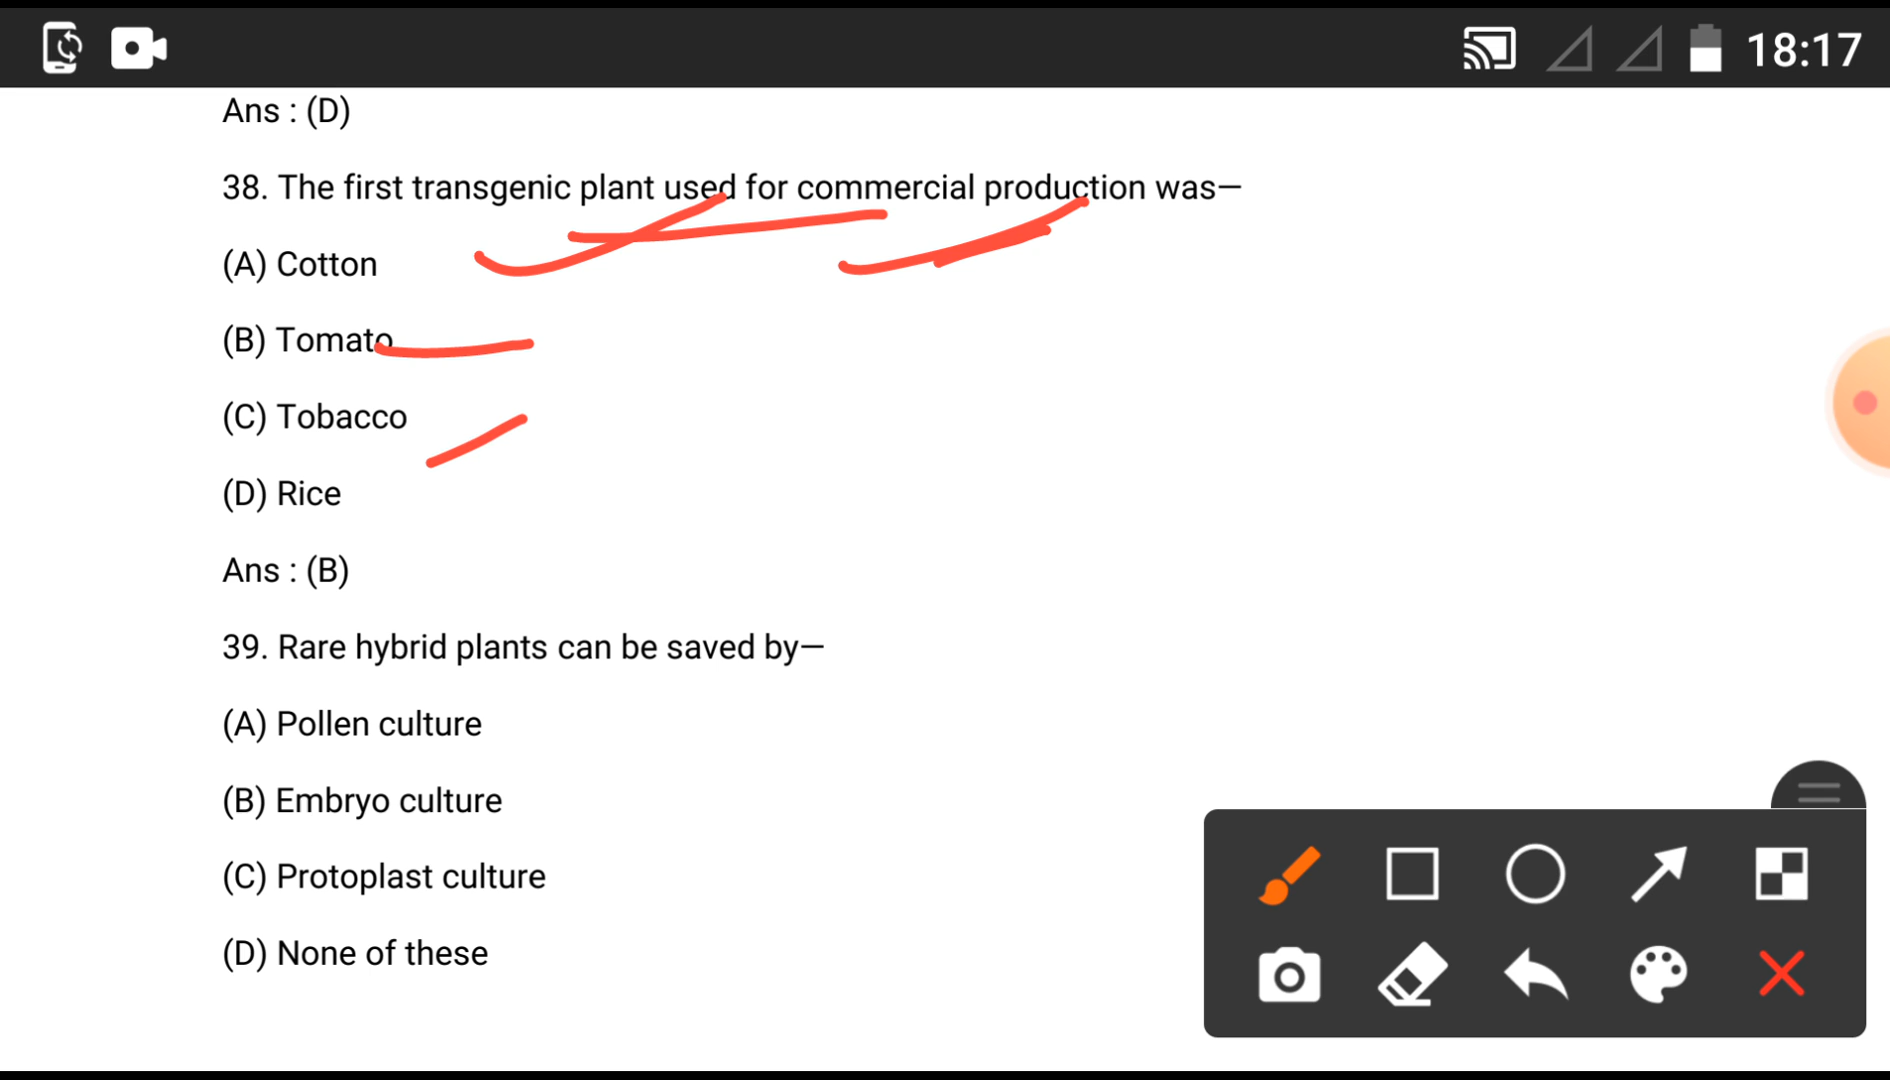 18:17
Ans : (D)
38. The first transgenic plant used for commercial production was—
(A) Cotton
(B) Tomato
(C) Tobacco
(D) Rice
Ans : (B)
39. Rare hybrid plants can be saved by—
(A) Pollen culture
(B) Embryo culture
(C) Protoplast culture
(D) None of these